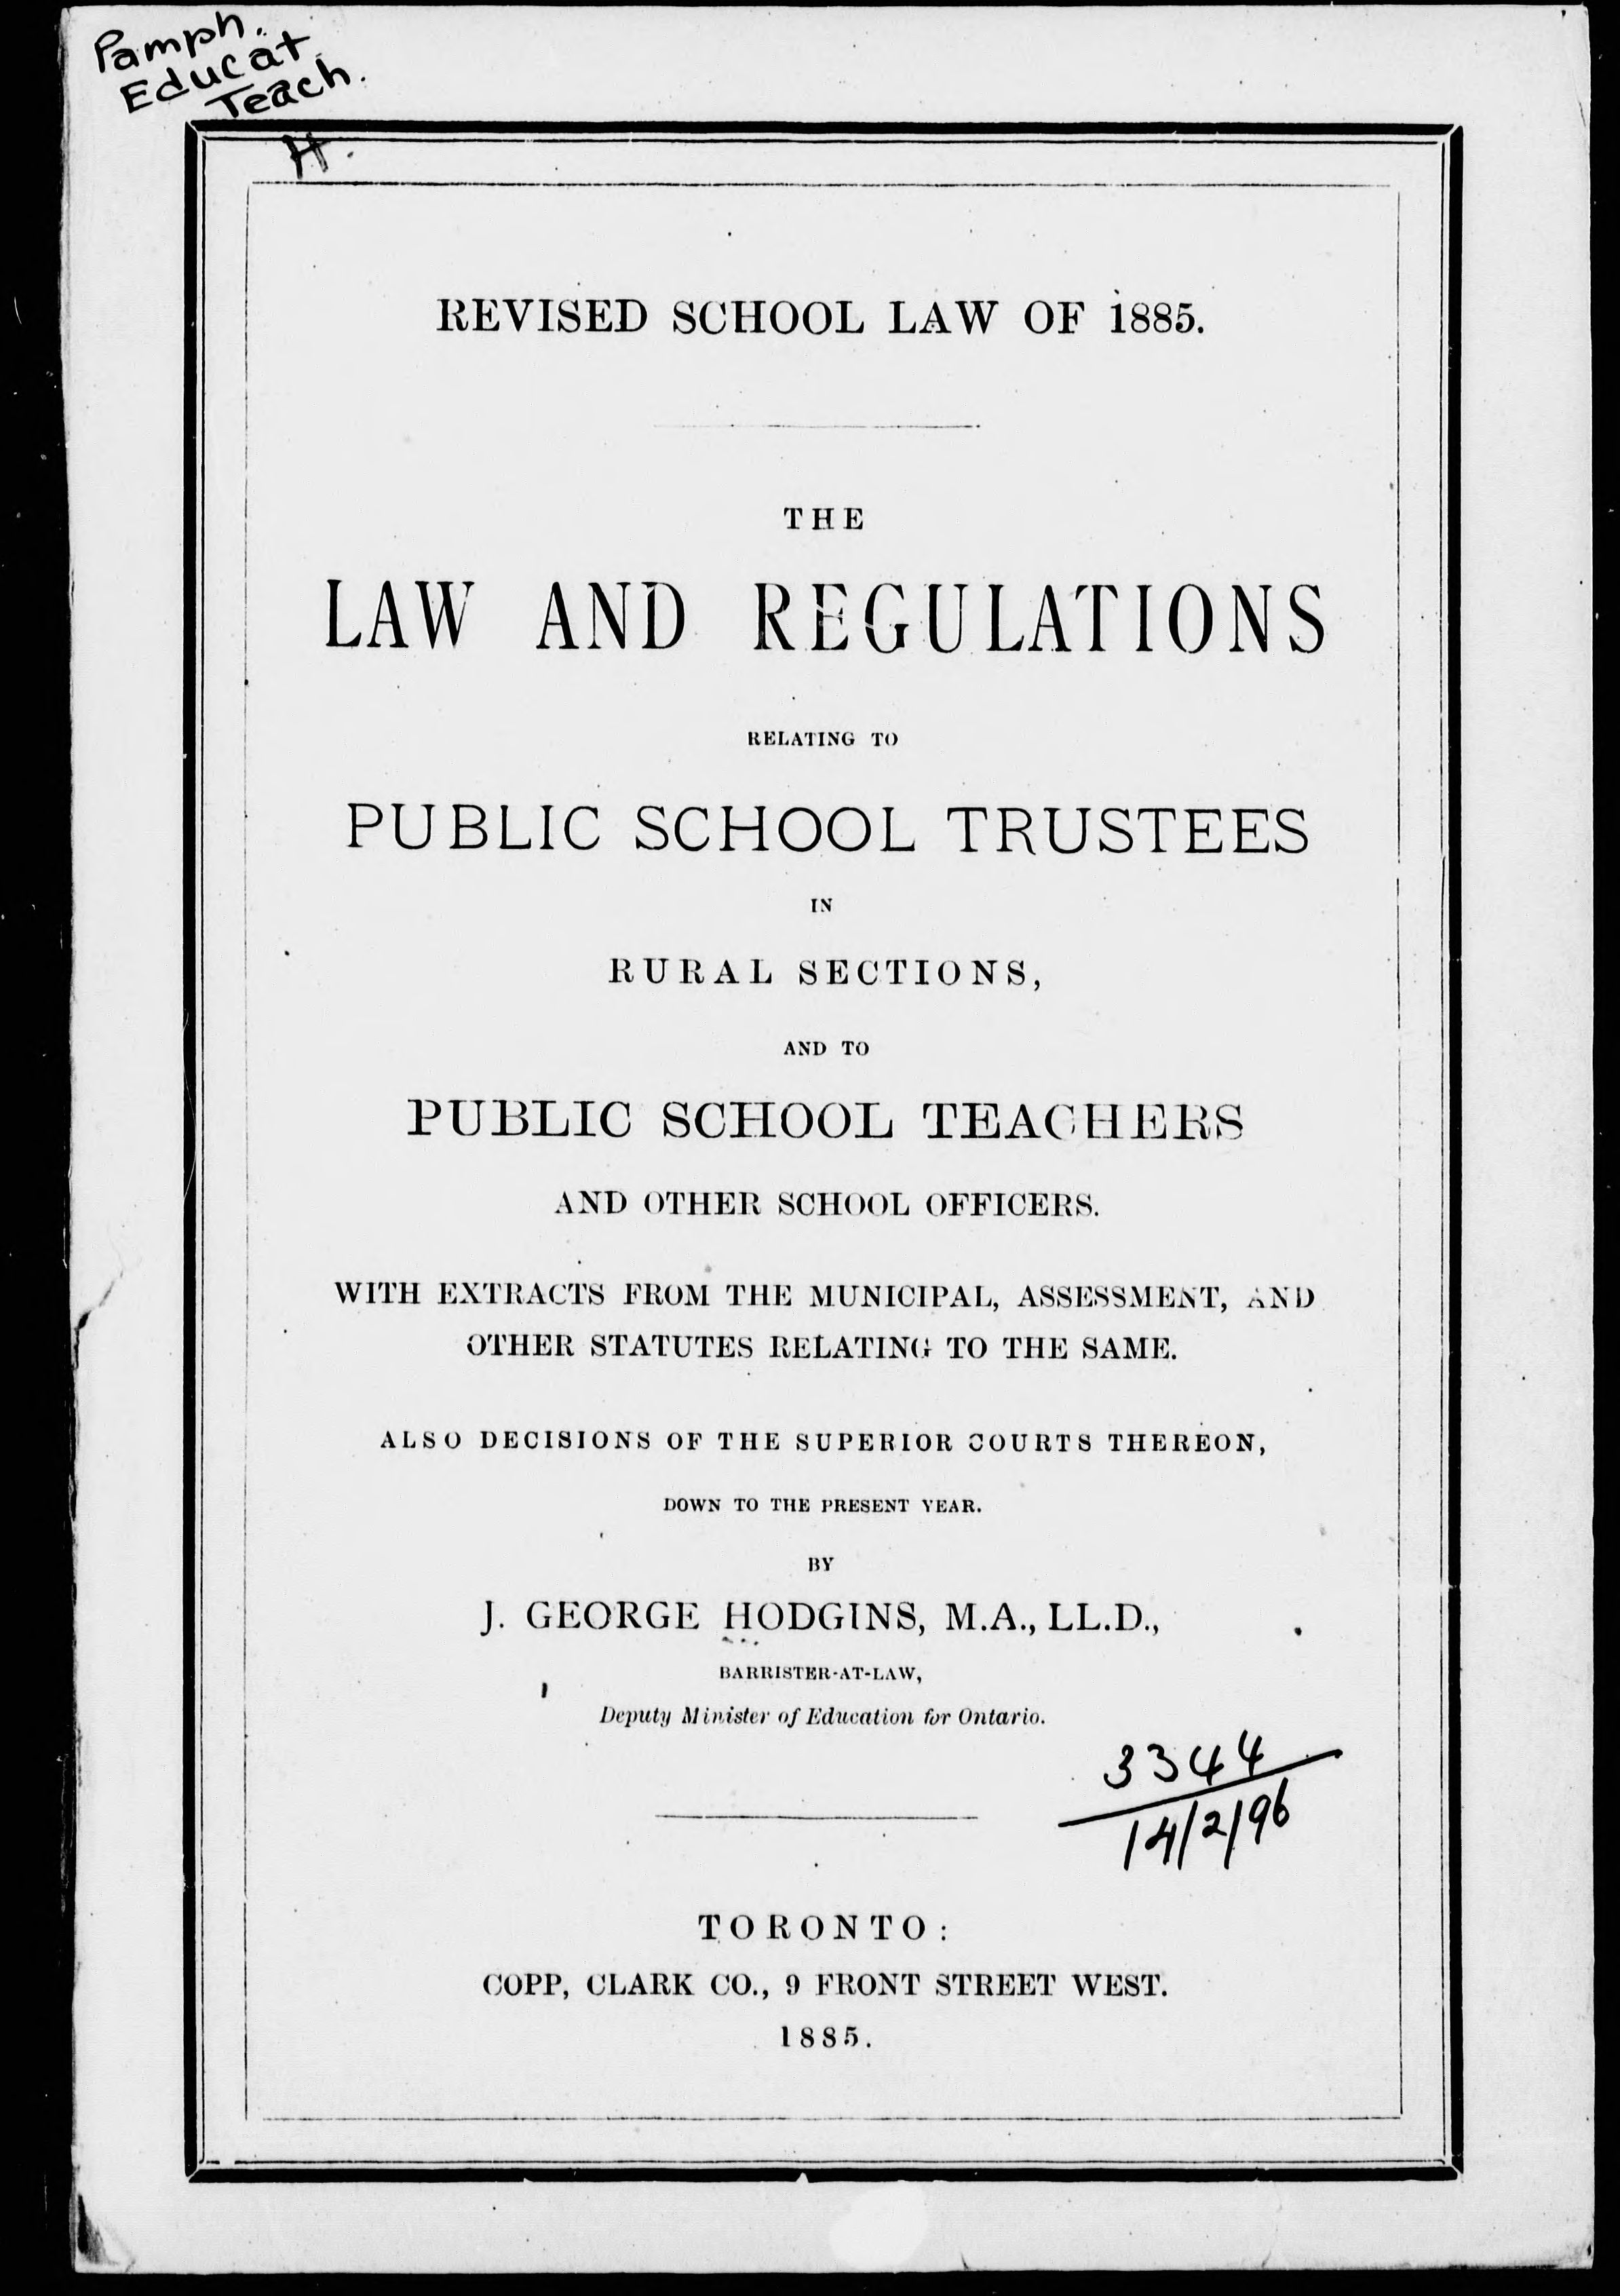 Pamph.
Educat
Teach.
H.
REVISED SCHOOL LAW OF 1885.
THE
LAW AND REGULATIONS
RELATING TO
PUBLIC SCHOOL TRUSTEES
IN
RURAL SECTIONS,
AND TO
PUBLIC SCHOOL TEACHERS
AND OTHER SCHOOL OFFICERS.
WITH EXTRACTS FROM THE MUNICIPAL, ASSESSMENT, AND
OTHER STATUTES RELATING TO THE SAME.
ALSO DECISIONS OF THE SUPERIOR COURTS THEREON,
DOWN TO THE PRESENT YEAR.
BY
J. GEORGE HODGINS, M.A., LL.D.,
BARRISTER-AT-LAW,
Deputy Minister of Education for Ontario.
3344
14/2/96
TORONTO:
COPP, CLARK CO., 9 FRONT STREET WEST.
1885.